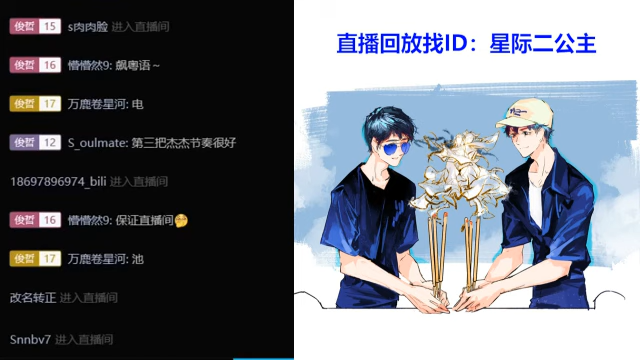 俊哲 15 s肉肉脸 进入直播间
俊哲 16 懵懵然9: 飙粤语～
俊哲 17 万鹿卷星河: 电
俊哲 12 S_oulmate: 第三把杰杰节奏很好
18697896974_bili 进入直播间
俊哲 16 懵懵然9: 保证直播间
俊哲 17 万鹿卷星河: 池
改名转正 进入直播间
Snnbv7 进入直播间
直播回放找ID：星际二公主